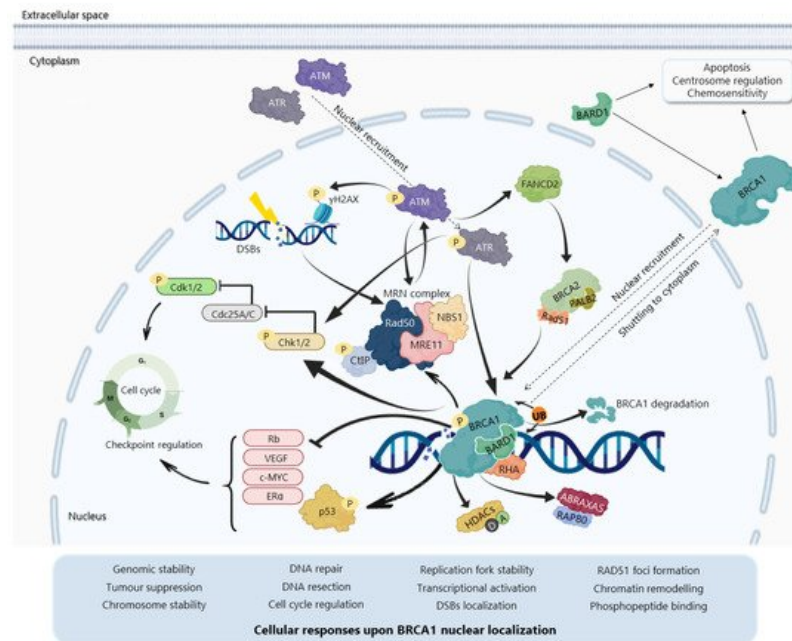 Extracellular space
Cytoplasm
ATM
ATR
Nuclear recruitment
BARD1
Apoptosis
Centrosome regulation
Chemosensitivity
BRCA1
P
γH2AX
DSBs
P
ATM
P
ATR
FANCD2
BRCA2
PALB2
Rad51
Nuclear recruitment
Shuttling to cytoplasm
P
Cdk1/2
Cdc25A/C
P
Chk1/2
MRN complex
Rad50
NBS1
MRE11
P
CtIP
G₁
M
Cell cycle
S
G₂
Checkpoint regulation
P
BRCA1
BARD1
RHA
UB
BRCA1 degradation
Rb
VEGF
c-MYC
ERα
p53
P
HDACs
D
A
ABRAXAS
RAP80
Nucleus
Genomic stability
DNA repair
Replication fork stability
RAD51 foci formation
Tumour suppression
DNA resection
Transcriptional activation
Chromatin remodelling
Chromosome stability
Cell cycle regulation
DSBs localization
Phosphopeptide binding
Cellular responses upon BRCA1 nuclear localization